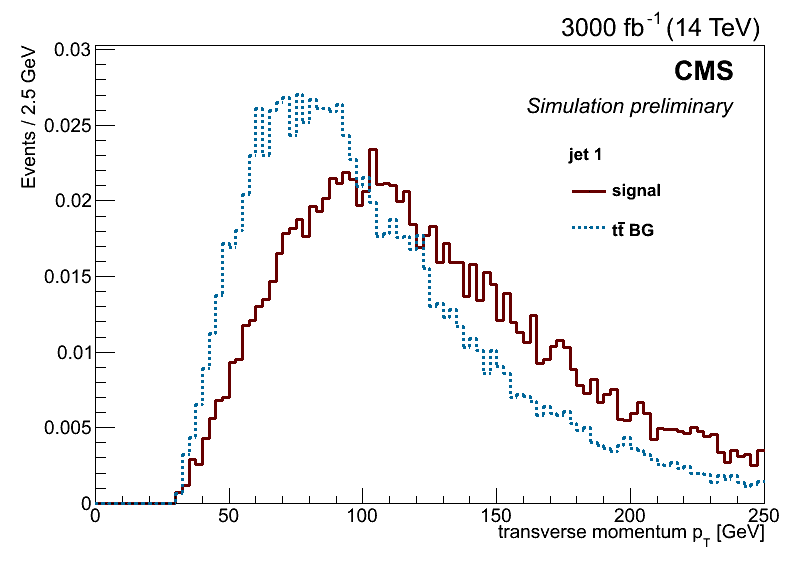 3000 fb⁻¹ (14 TeV)
Events / 2.5 GeV
0.03
0.025
0.02
0.015
0.01
0.005
0
CMS
Simulation preliminary
jet 1
signal
tt̅ BG
0 50 100 150 200 250
transverse momentum p_T [GeV]